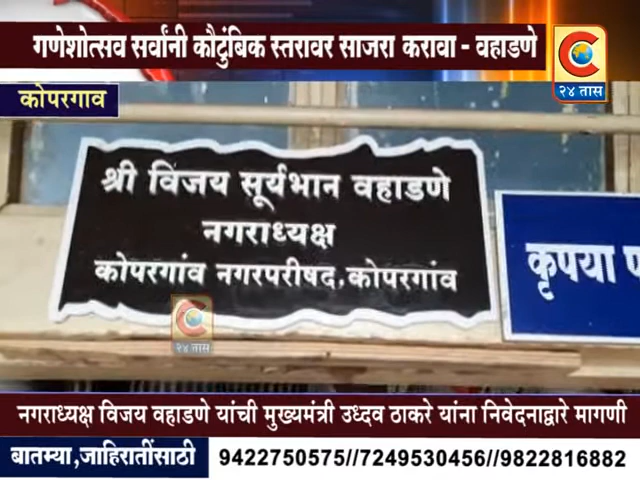 गणेशोत्सव सर्वांनी कौटुंबिक स्तरावर साजरा करावा - वहाडणे
C
२४ तास
कोपरगाव
श्री विजय सूर्यभान वहाडणे
नगराध्यक्ष
कोपरगांव नगरपरीषद, कोपरगांव
कृपया
C
२४ तास
नगराध्यक्ष विजय वहाडणे यांची मुख्यमंत्री उध्दव ठाकरे यांना निवेदनाद्वारे मागणी
बातम्या,जाहिरातींसाठी
9422750575//7249530456//9822816882